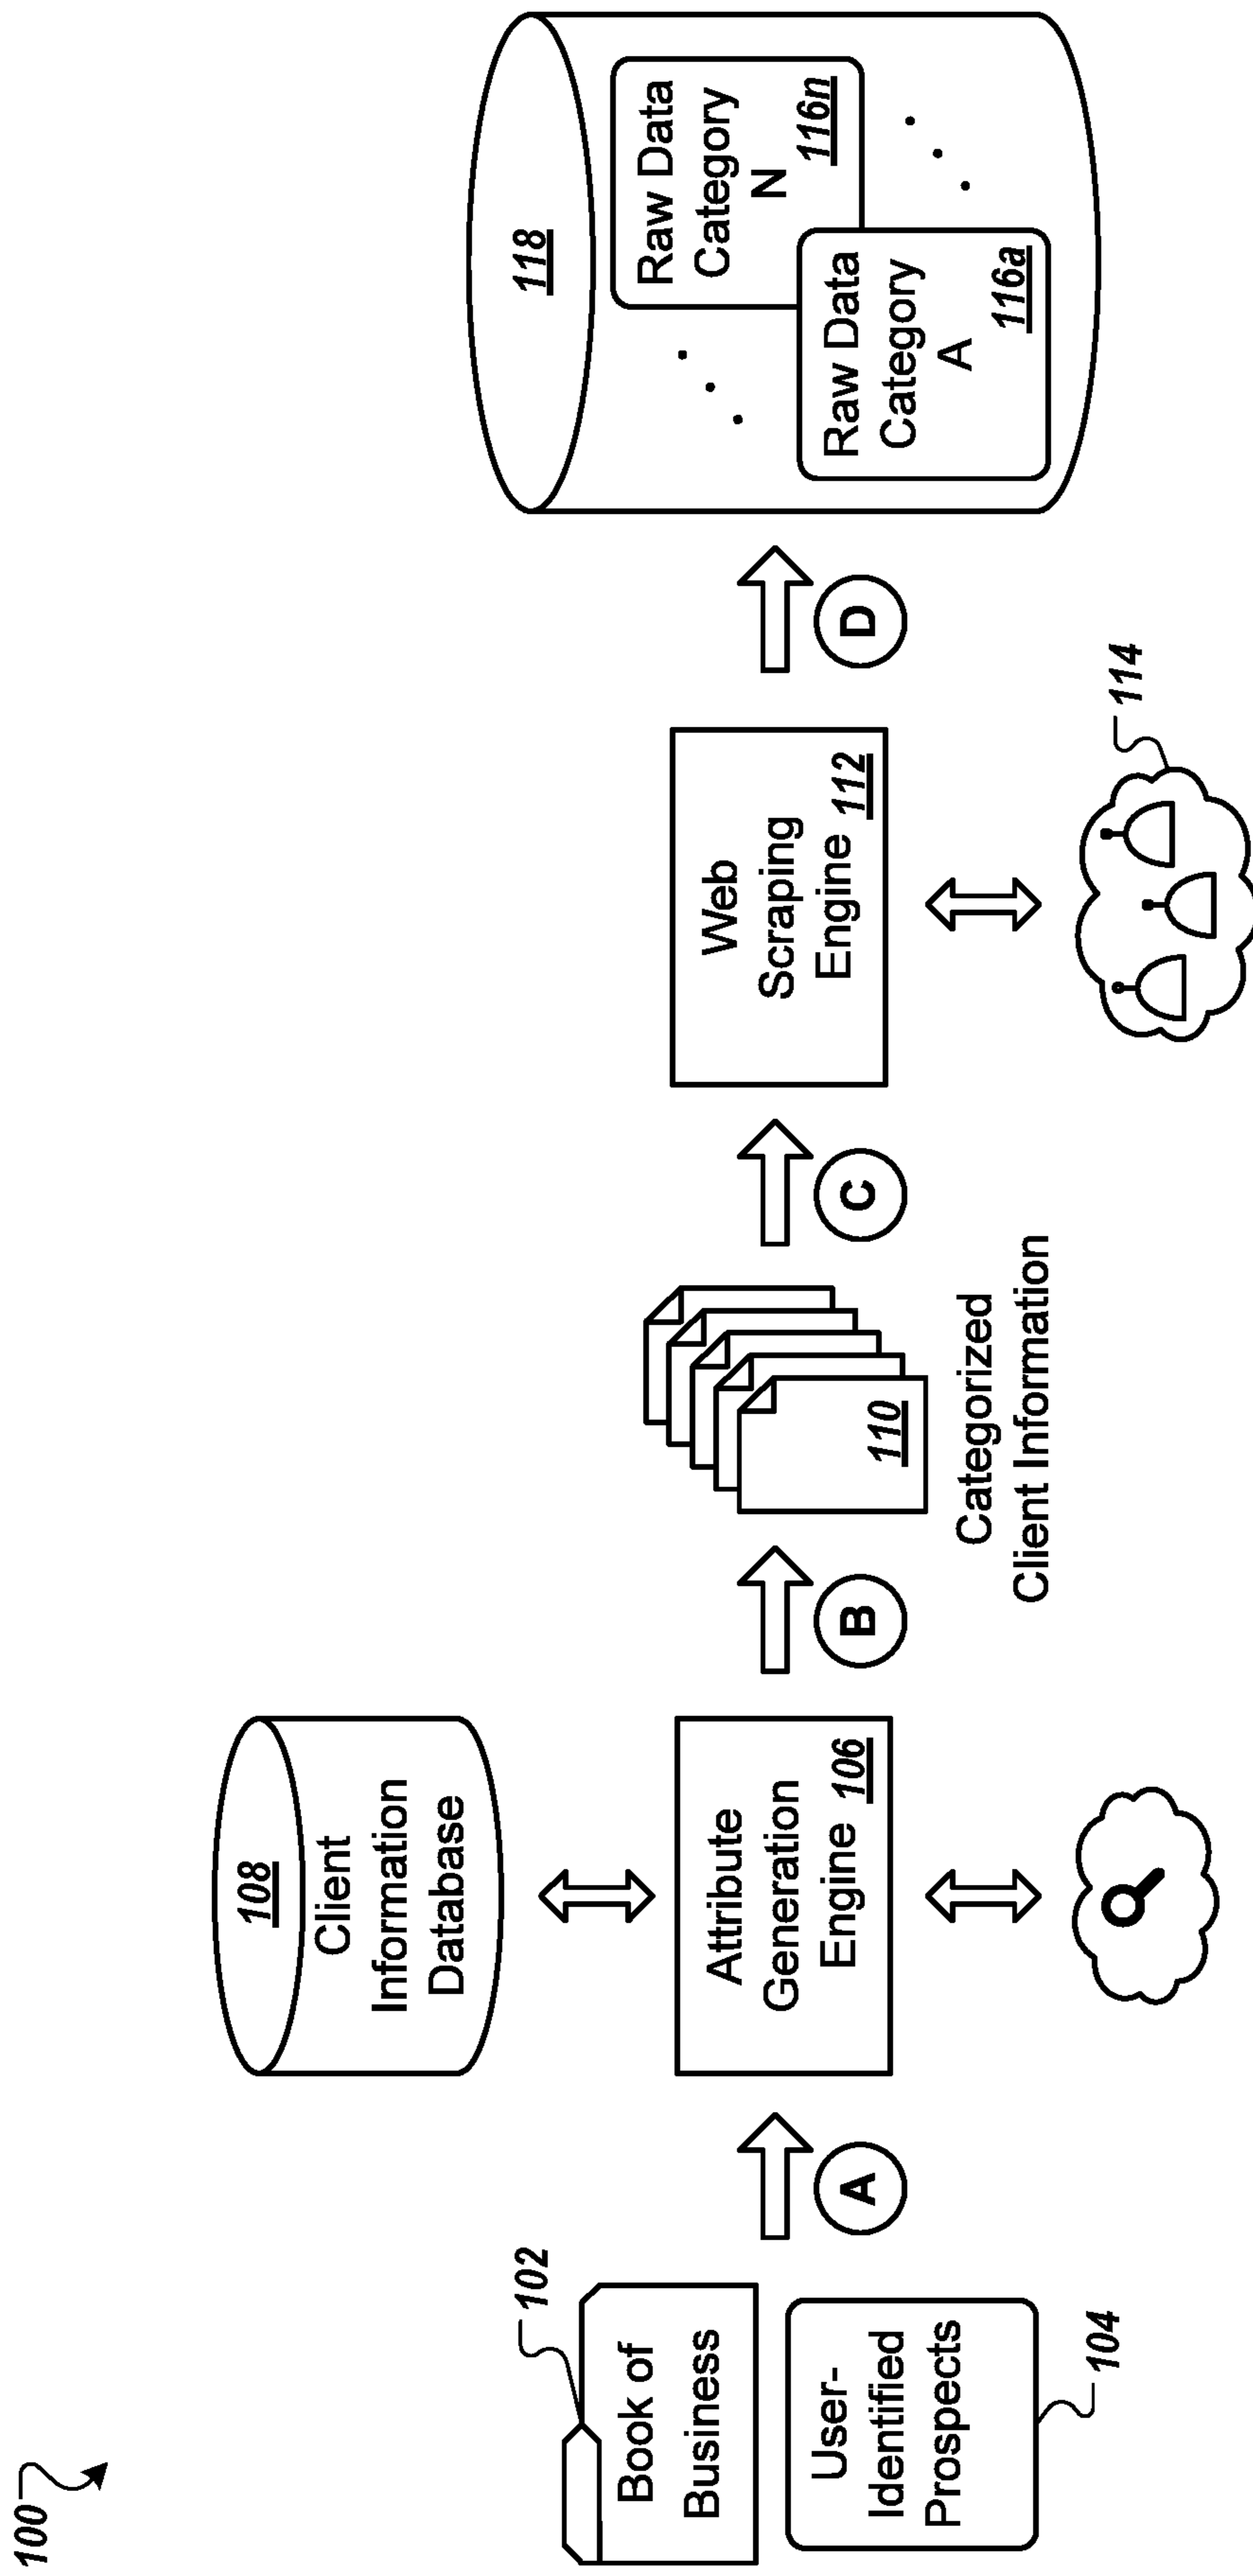 100
102
Book of
Business
User-
Identified
Prospects
104
A
108
Client
Information
Database
Attribute
Generation
Engine 106
B
110
Categorized
Client Information
C
Web
Scraping
Engine 112
114
D
118
Raw Data
Category
N
116n
Raw Data
Category
A
116a